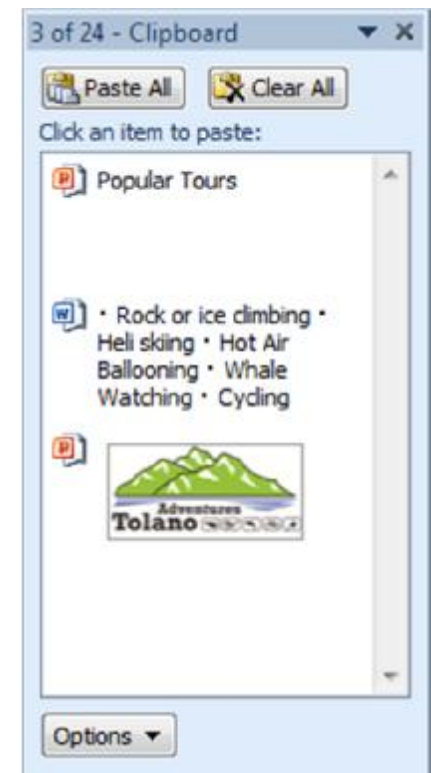 3 of 24 - Clipboard
Paste All
Clear All
Click an item to paste:
Popular Tours
· Rock or ice climbing ·
Heli skiing · Hot Air
Ballooning · Whale
Watching · Cycling
Adventures
Tolano
Options